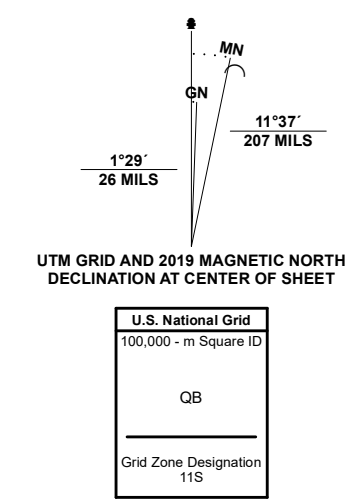 MN
GN
11°37´
207 MILS
1°29´
26 MILS
UTM GRID AND 2019 MAGNETIC NORTH
DECLINATION AT CENTER OF SHEET
U.S. National Grid
100,000 - m Square ID
QB
Grid Zone Designation
11S